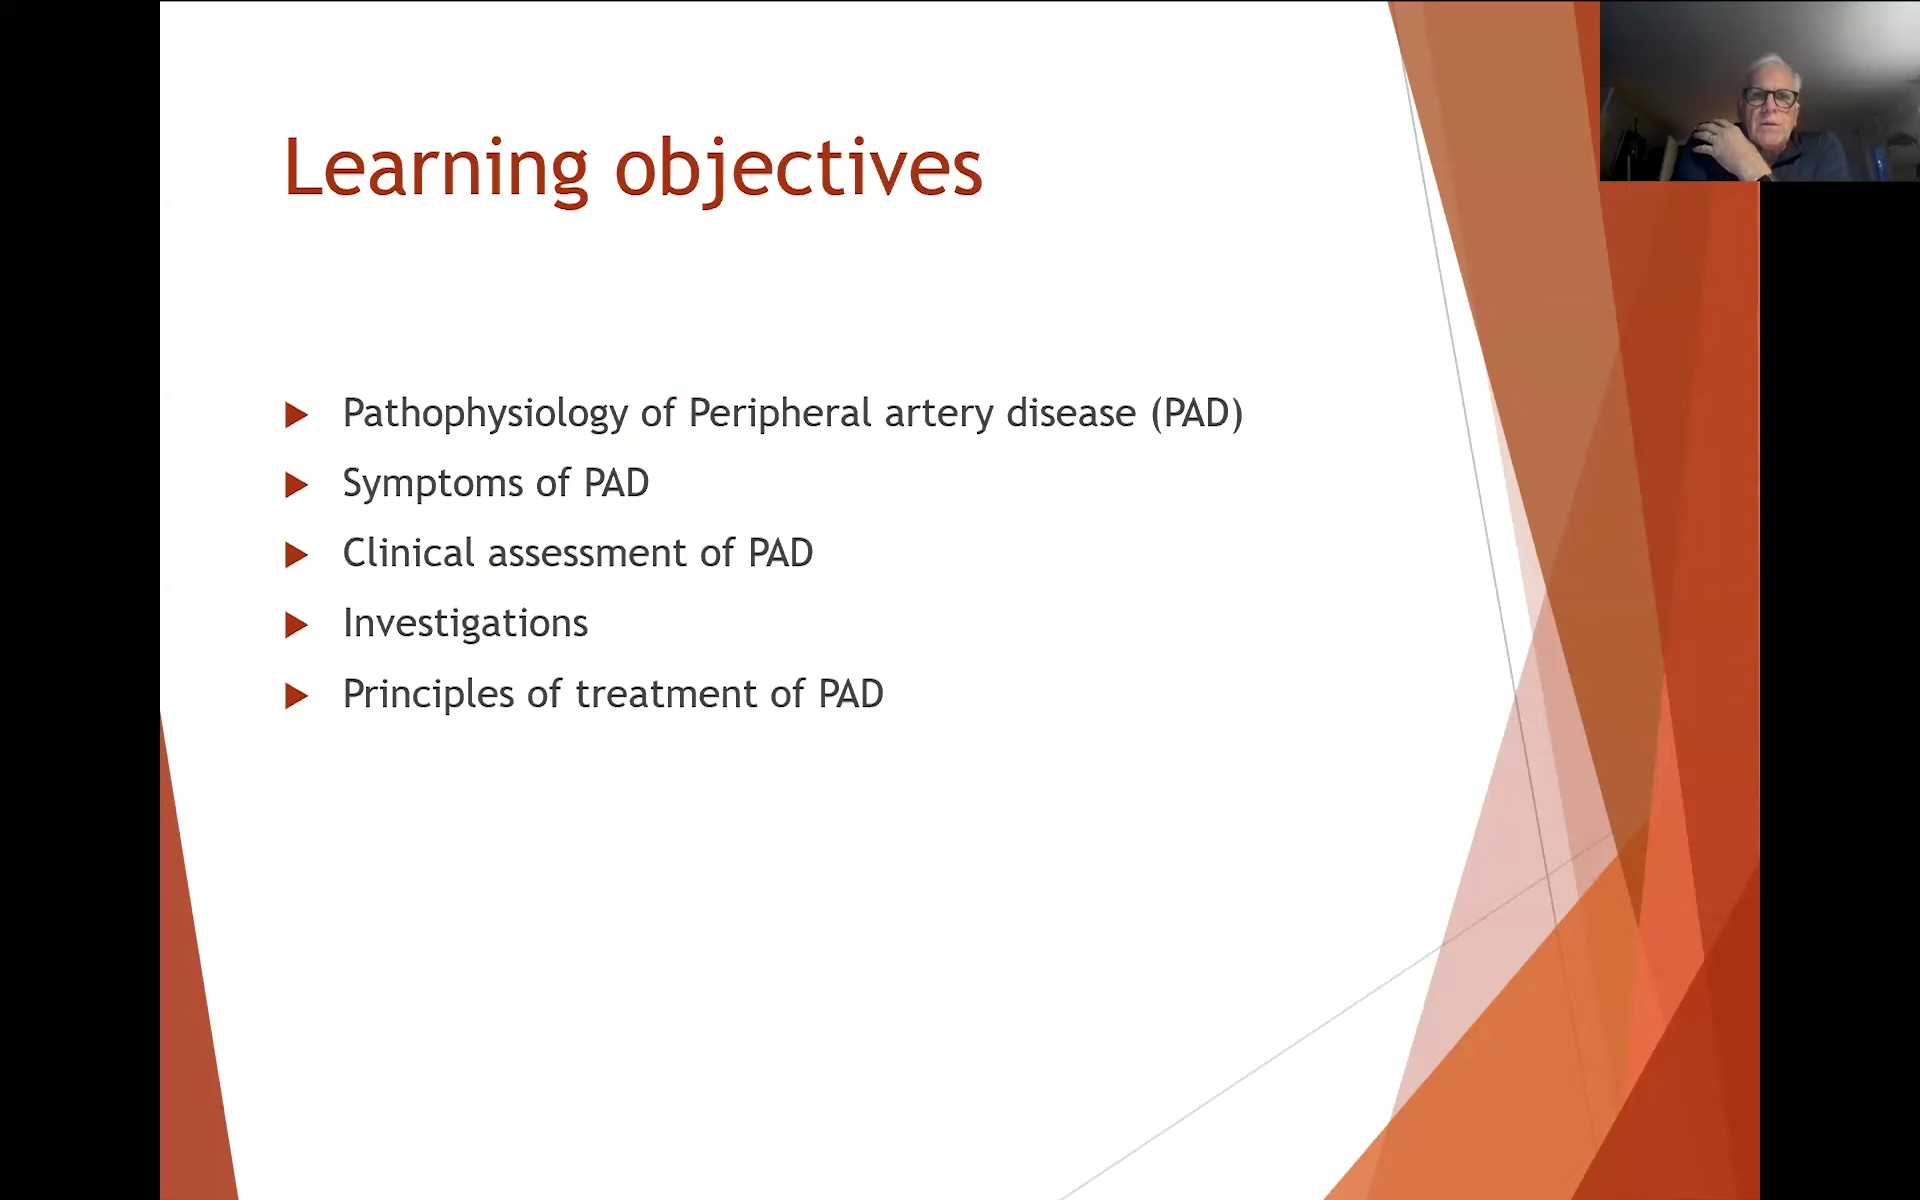 Learning objectives
Pathophysiology of Peripheral artery disease (PAD)
Symptoms of PAD
Clinical assessment of PAD
Investigations
Principles of treatment of PAD